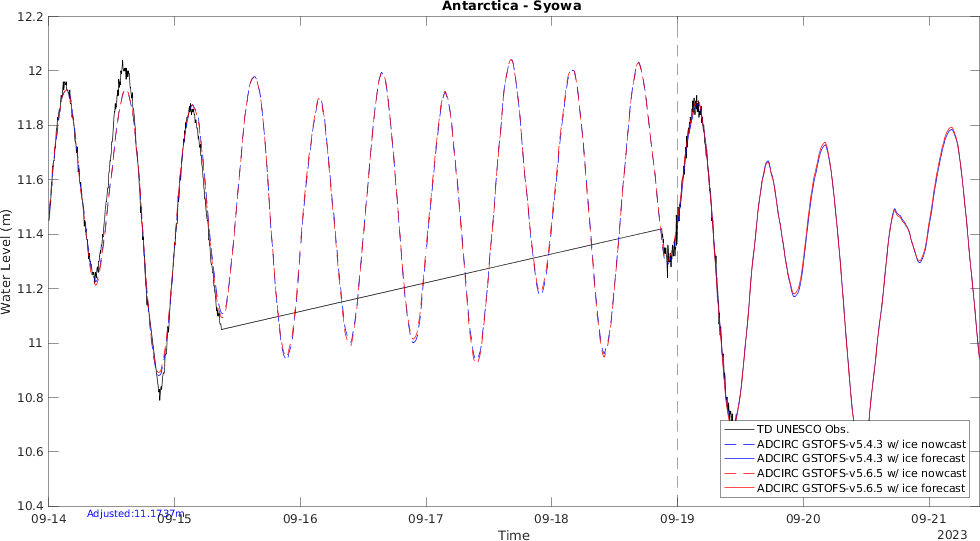 Antarctica - Syowa
12.2
12
11.8
11.6
11.4
11.2
11
10.8
10.6
10.4
Water Level (m)
TD UNESCO Obs.
ADCIRC GSTOFS-v5.4.3 w/ ice nowcast
ADCIRC GSTOFS-v5.4.3 w/ ice forecast
ADCIRC GSTOFS-v5.6.5 w/ ice nowcast
ADCIRC GSTOFS-v5.6.5 w/ ice forecast
Adjusted:11.1737m
09-14 09-15 09-16 09-17 09-18 09-19 09-20 09-21
Time
2023